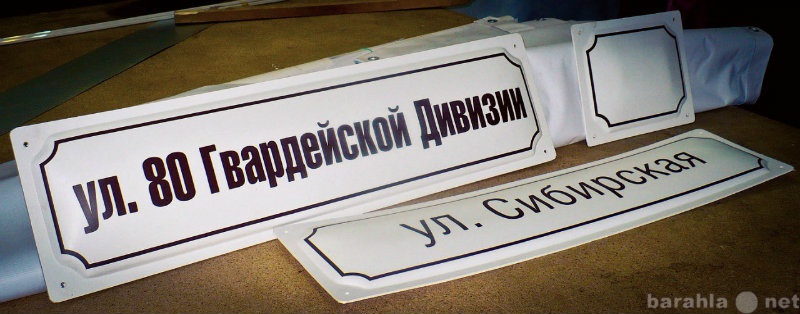 ул. 80 Гвардейской Дивизии
ул. Сибирская
barahla net